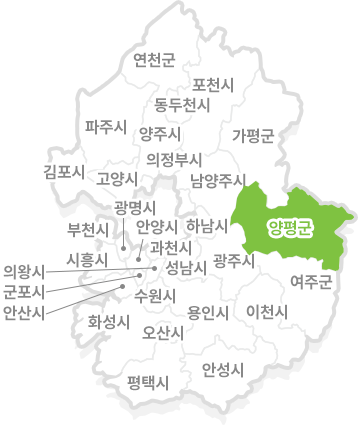 연천군
포천시
동두천시
파주시
양주시
가평군
의정부시
김포시
고양시
남양주시
광명시
부천시
안양시
하남시
양평군
과천시
시흥시
성남시
광주시
의왕시
여주군
군포시
수원시
안산시
용인시
이천시
화성시
오산시
안성시
평택시